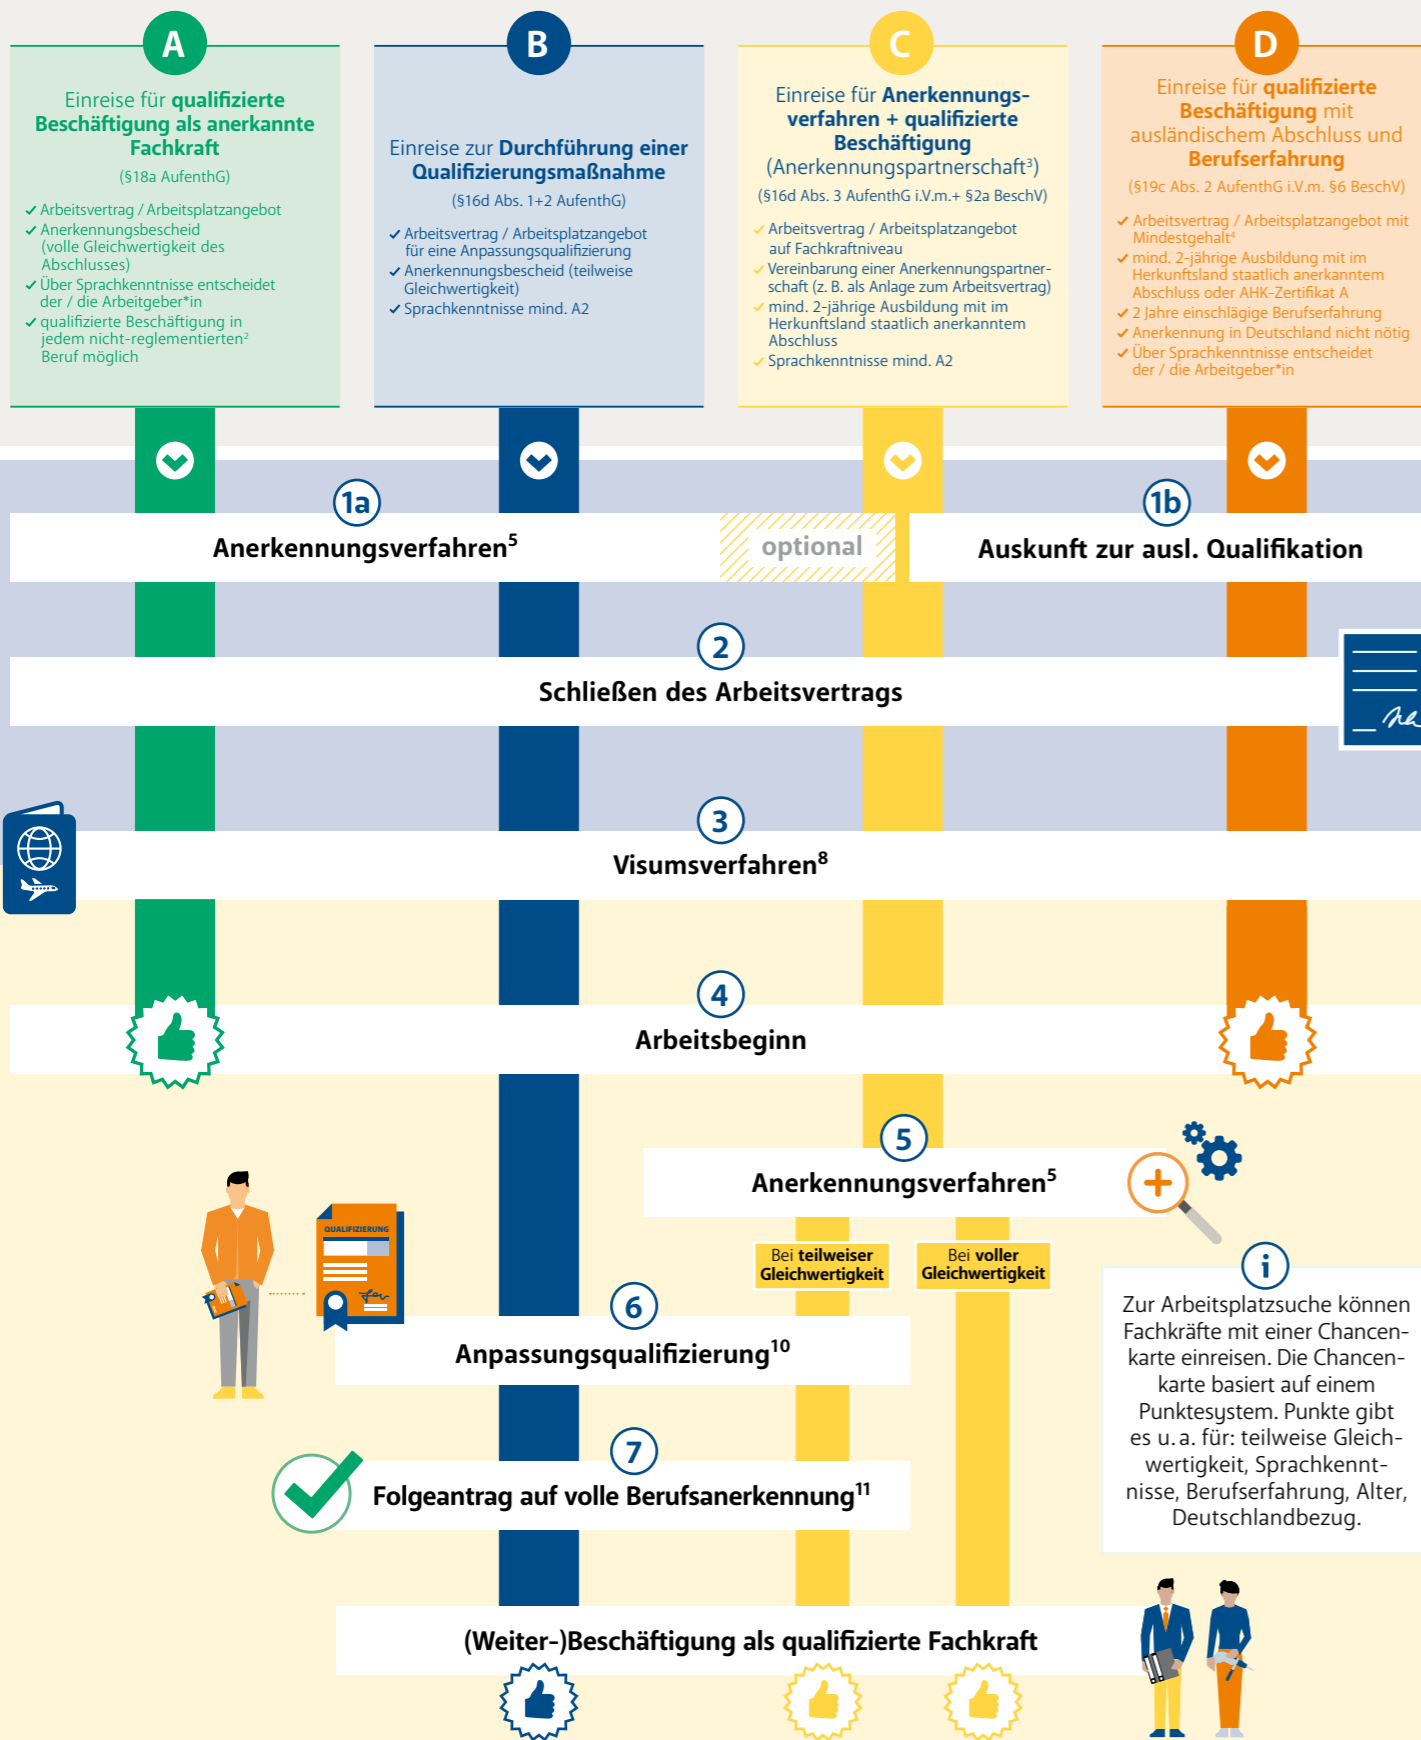 A
Einreise für qualifizierte
Beschäftigung als anerkannte
Fachkraft
(§18a AufenthG)
Arbeitsvertrag / Arbeitsplatzangebot
Anerkennungsbescheid
(volle Gleichwertigkeit des
Abschlusses)
Über Sprachkenntnisse entscheidet
der / die Arbeitgeber*in
qualifizierte Beschäftigung in
jedem nicht-reglementierten²
Beruf möglich
B
Einreise zur Durchführung einer
Qualifizierungsmaßnahme
(§16d Abs. 1+2 AufenthG)
Arbeitsvertrag / Arbeitsplatzangebot
für eine Anpassungsqualifizierung
Anerkennungsbescheid (teilweise
Gleichwertigkeit)
Sprachkenntnisse mind. A2
C
Einreise für Anerkennungs-
verfahren + qualifizierte
Beschäftigung
(Anerkennungspartnerschaft³)
(§16d Abs. 3 AufenthG i.V.m.+ §2a BeschV)
Arbeitsvertrag / Arbeitsplatzangebot
auf Fachkraftniveau
Vereinbarung einer Anerkennungspartner-
schaft (z. B. als Anlage zum Arbeitsvertrag)
mind. 2-jährige Ausbildung mit im
Herkunftsland staatlich anerkanntem
Abschluss
Sprachkenntnisse mind. A2
D
Einreise für qualifizierte
Beschäftigung mit
ausländischem Abschluss und
Berufserfahrung
(§19c Abs. 2 AufenthG i.V.m. §6 BeschV)
Arbeitsvertrag / Arbeitsplatzangebot mit
Mindestgehalt⁴
mind. 2-jährige Ausbildung mit im
Herkunftsland staatlich anerkanntem
Abschluss oder AHK-Zertifikat A
2 Jahre einschlägige Berufserfahrung
Anerkennung in Deutschland nicht nötig
Über Sprachkenntnisse entscheidet
der / die Arbeitgeber*in
1a
Anerkennungsverfahren⁵
optional
1b
Auskunft zur ausl. Qualifikation
2
Schließen des Arbeitsvertrags
3
Visumsverfahren⁸
4
Arbeitsbeginn
5
Anerkennungsverfahren⁵
Bei teilweiser
Gleichwertigkeit
Bei voller
Gleichwertigkeit
QUALIFIZIERUNG
6
Anpassungsqualifizierung¹⁰
7
Folgeantrag auf volle Berufsanerkennung¹¹
i
Zur Arbeitsplatzsuche können
Fachkräfte mit einer Chancen-
karte einreisen. Die Chancen-
karte basiert auf einem
Punktesystem. Punkte gibt
es u. a. für: teilweise Gleich-
wertigkeit, Sprachkennt-
nisse, Berufserfahrung, Alter,
Deutschlandbezug.
(Weiter-)Beschäftigung als qualifizierte Fachkraft